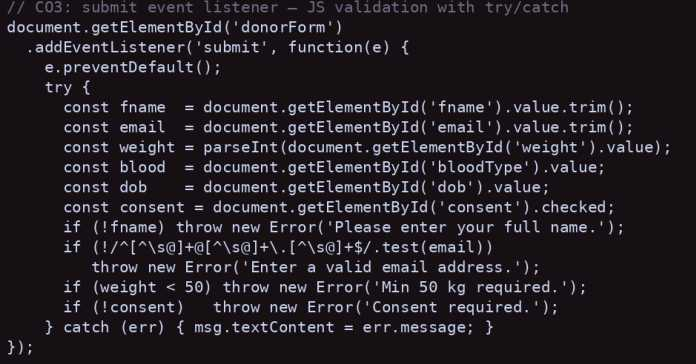 // CO3: submit event listener — JS validation with try/catch
document.getElementById('donorForm')
  .addEventListener('submit', function(e) {
    e.preventDefault();
    try {
      const fname  = document.getElementById('fname').value.trim();
      const email  = document.getElementById('email').value.trim();
      const weight = parseInt(document.getElementById('weight').value);
      const blood  = document.getElementById('bloodType').value;
      const dob    = document.getElementById('dob').value;
      const consent = document.getElementById('consent').checked;
      if (!fname) throw new Error('Please enter your full name.');
      if (!/^[^\s@]+@[^\s@]+\.[^\s@]+$/.test(email))
         throw new Error('Enter a valid email address.');
      if (weight < 50) throw new Error('Min 50 kg required.');
      if (!consent)   throw new Error('Consent required.');
    } catch (err) { msg.textContent = err.message; }
});